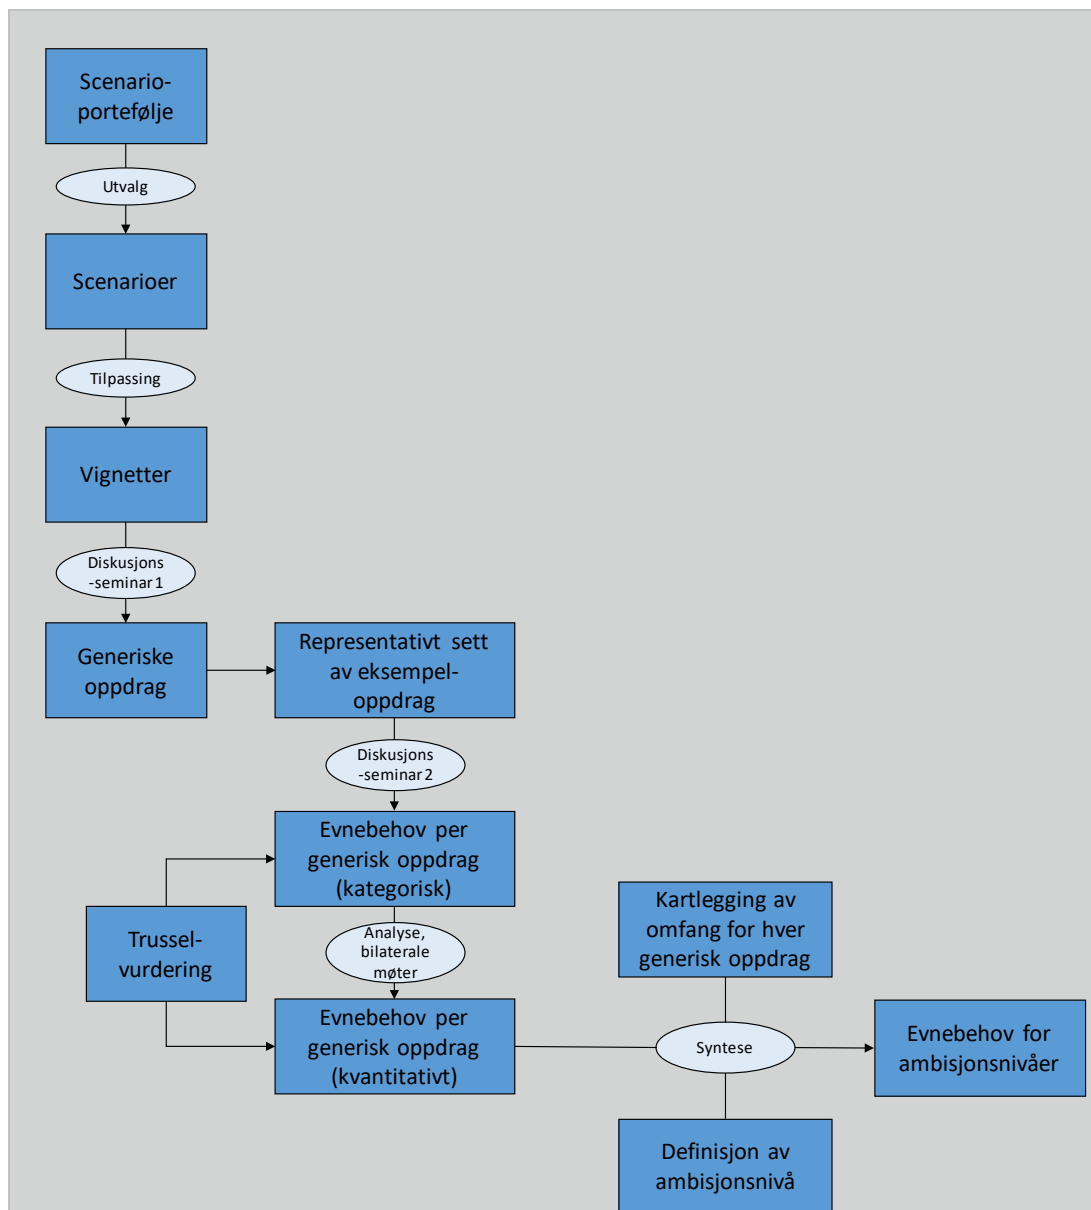 Scenario-
portefølje
Utvalg
Scenarioer
Tilpassing
Vignetter
Diskusjons
-seminar 1
Generiske
oppdrag
Representativt sett
av eksempel-
oppdrag
Diskusjons
-seminar 2
Evnebehov per
generisk oppdrag
(kategorisk)
Trussel-
vurdering
Analyse,
bilaterale
møter
Evnebehov per
generisk oppdrag
(kvantitativt)
Kartlegging av
omfang for hver
generisk oppdrag
Syntese
Definisjon av
ambisjonsnivå
Evnebehov for
ambisjonsnivåer